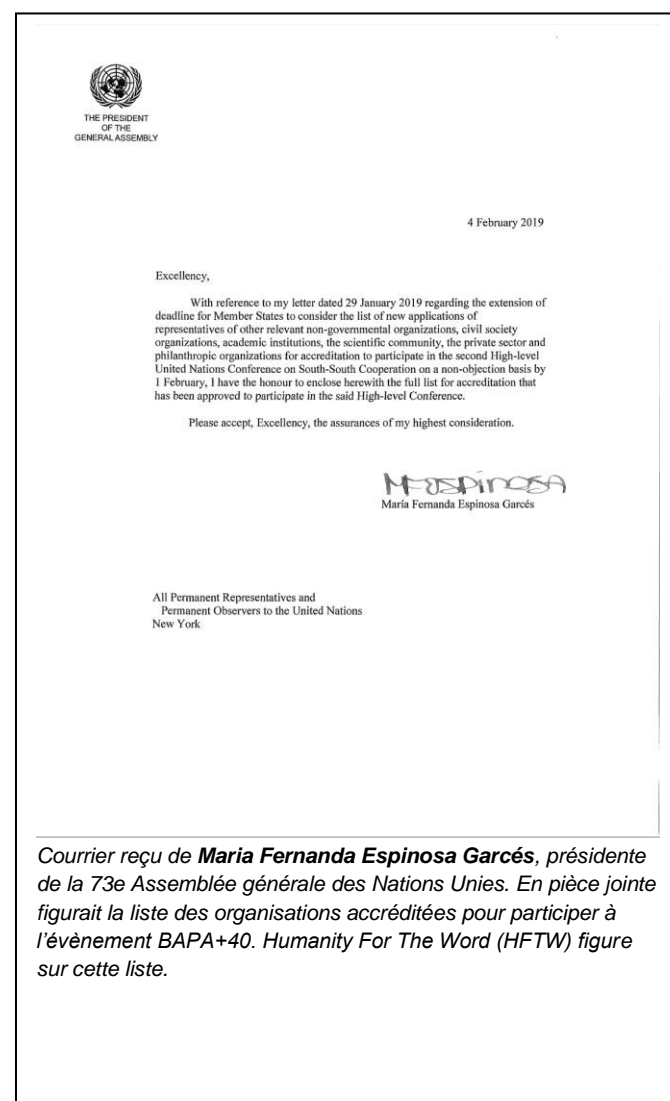 THE PRESIDENT
OF THE
GENERAL ASSEMBLY
4 February 2019
Excellency,
With reference to my letter dated 29 January 2019 regarding the extension of
deadline for Member States to consider the list of new applications of
representatives of other relevant non-governmental organizations, civil society
organizations, academic institutions, the scientific community, the private sector and
philanthropic organizations for accreditation to participate in the second High-level
United Nations Conference on South-South Cooperation on a non-objection basis by
1 February, I have the honour to enclose herewith the full list for accreditation that
has been approved to participate in the said High-level Conference.
Please accept, Excellency, the assurances of my highest consideration.
MFESPINOSA
María Fernanda Espinosa Garcés
All Permanent Representatives and
Permanent Observers to the United Nations
New York
Courrier reçu de Maria Fernanda Espinosa Garcés, présidente
de la 73e Assemblée générale des Nations Unies. En pièce jointe
figurait la liste des organisations accréditées pour participer à
l'évènement BAPA+40. Humanity For The Word (HFTW) figure
sur cette liste.